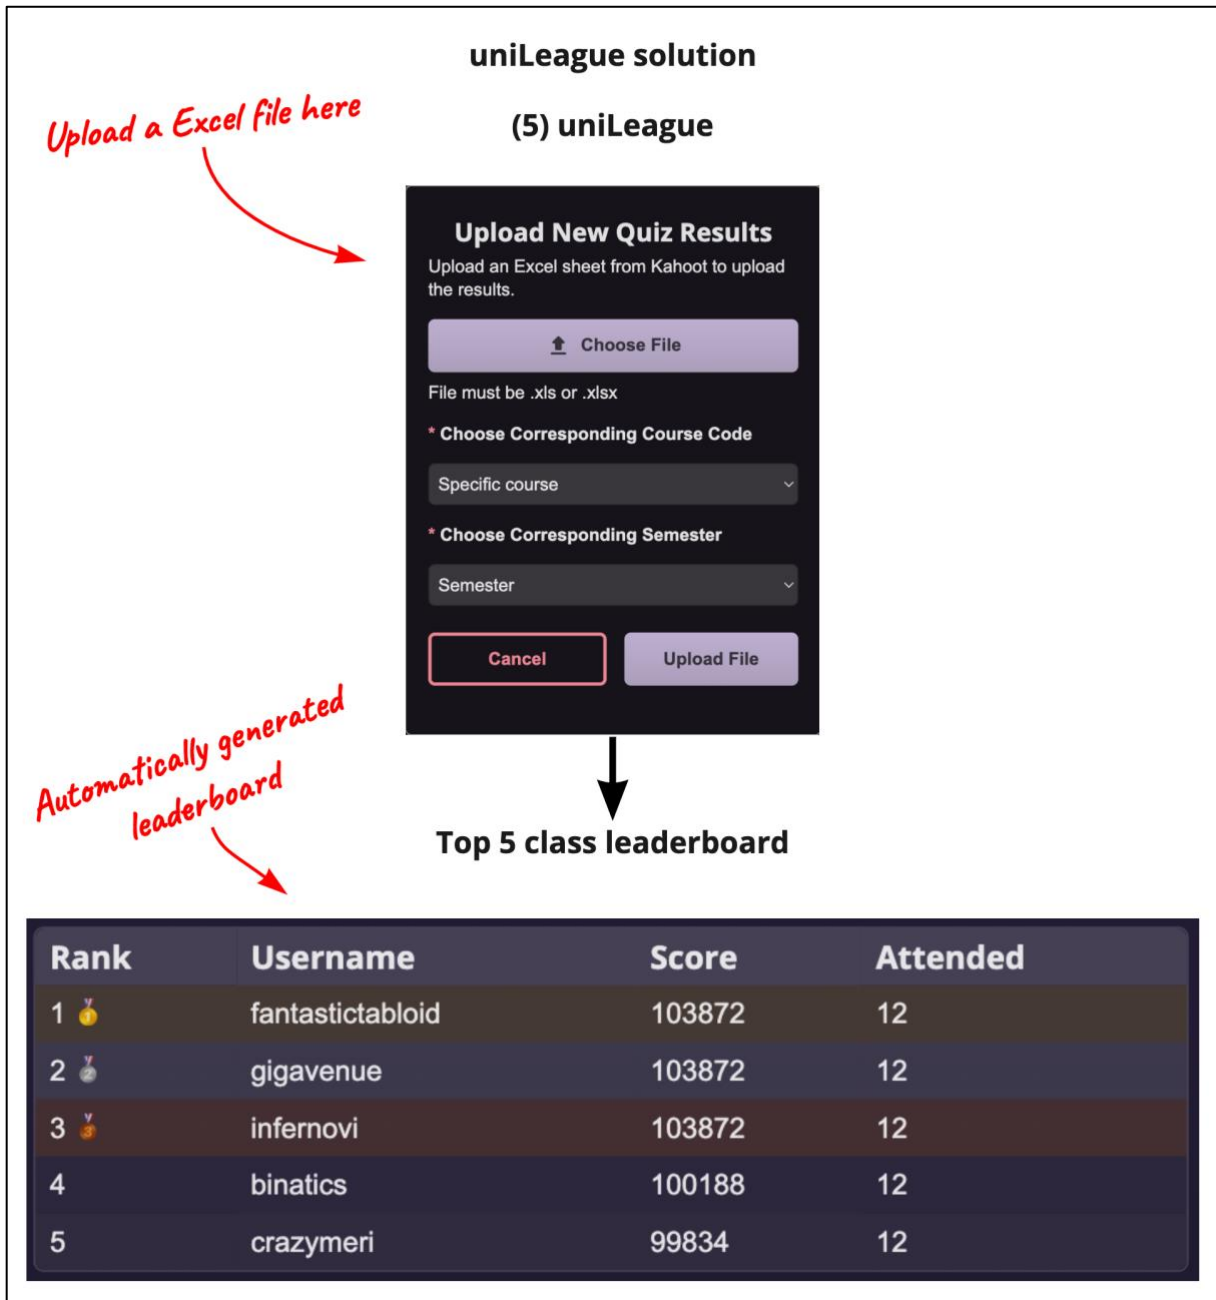 uniLeague solution
Upload a Excel file here
(5) uniLeague
Upload New Quiz Results
Upload an Excel sheet from Kahoot to upload
the results.
Choose File
File must be .xls or .xlsx
* Choose Corresponding Course Code
Specific course
* Choose Corresponding Semester
Semester
Cancel Upload File
Automatically generated
leaderboard
Top 5 class leaderboard
Rank Username Score Attended
1 fantastictabloid 103872 12
2 gigavenue 103872 12
3 infernovi 103872 12
4 binatics 100188 12
5 crazymeri 99834 12